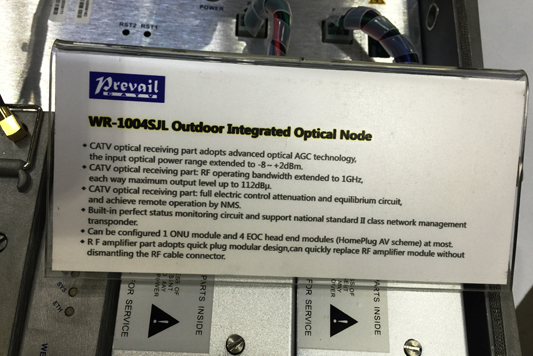 POWER
RST2 RST1
Prevail
CATV
WR-1004SJL Outdoor Integrated Optical Node
• CATV optical receiving part adopts advanced optical AGC technology,
the input optical power range extended to -8~+2dBm.
• CATV optical receiving part: RF operating bandwidth extended to 1GHz,
each way maximum output level up to 112dBμ.
• CATV optical receiving part: full electric control attenuation and equilibrium circuit,
and achieve remote operation by NMS.
• Built-in perfect status monitoring circuit and support national standard II class network management
transponder.
• Can be configured 1 ONU module and 4 EOC head end modules (HomePlug AV scheme) at most.
• R F amplifier part adopts quick plug modular design,can quickly replace RF amplifier module without
dismantling the RF cable connector.
PARTS INSIDE
FOR SERVICE
PARTS INSIDE
FOR SERVICE